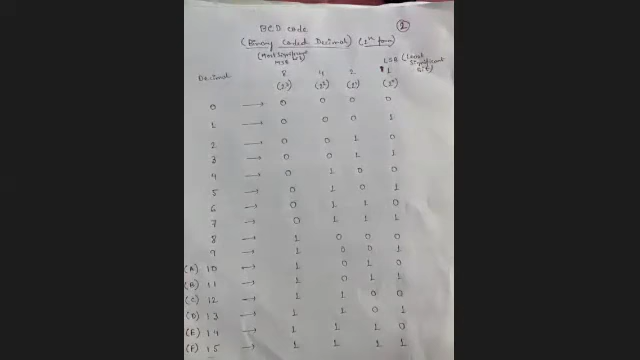 BCD code
(2)
(Binary Coded Decimal) (1st form)
(Most Significant
MSB bit)
LSB (Least
Significant
Bit)
Decimal 8 4 2 1
(2³) (2²) (2¹) (2⁰)
0 → 0 0 0 0
1 → 0 0 0 1
2 → 0 0 1 0
3 → 0 0 1 1
4 → 0 1 0 0
5 → 0 1 0 1
6 → 0 1 1 0
7 → 0 1 1 1
8 → 1 0 0 0
9 → 1 0 0 1
(A) 10 → 1 0 1 0
(B) 11 → 1 0 1 1
(C) 12 → 1 1 0 0
(D) 13 → 1 1 0 1
(E) 14 → 1 1 1 0
(F) 15 → 1 1 1 1